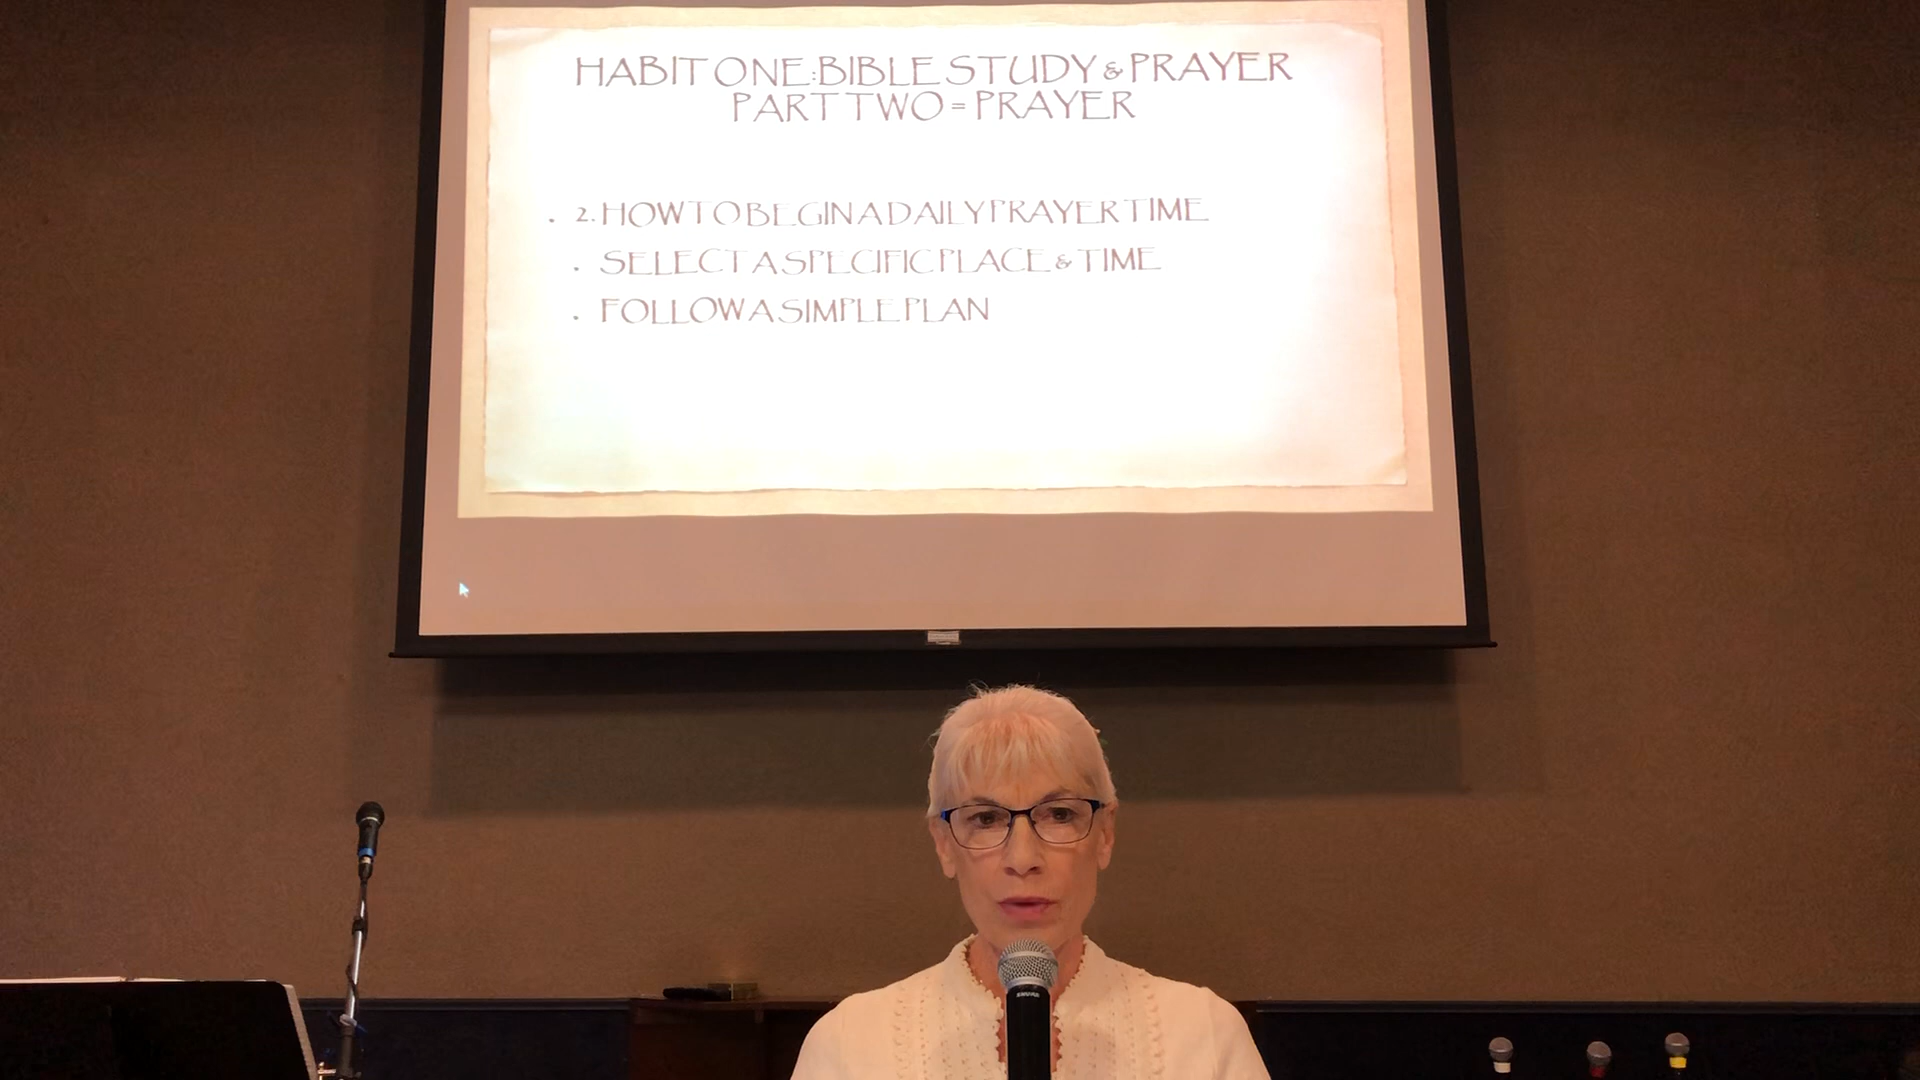 HABIT ONE: BIBLE STUDY & PRAYER
PART TWO = PRAYER
• 2. HOW TO BEGIN A DAILY PRAYER TIME
• SELECT A SPECIFIC PLACE & TIME
• FOLLOW A SIMPLE PLAN
SHURE